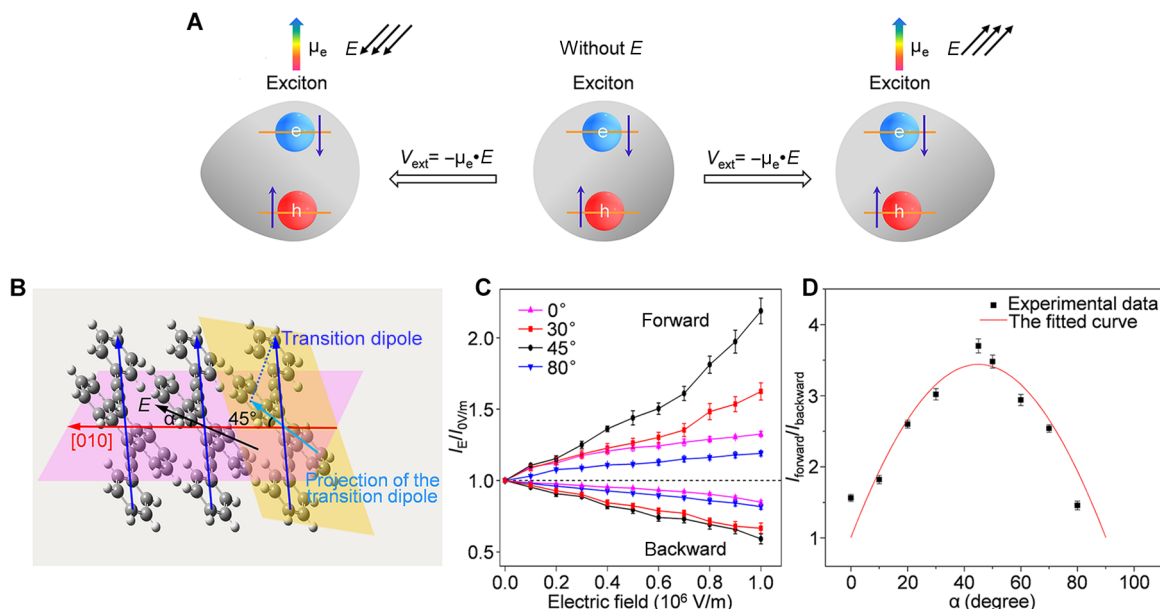 A
μe
E
Exciton
e
h
Vext= −μe•E
Without E
Exciton
e
h
Vext= −μe•E
μe
E
Exciton
e
h
B
Transition dipole
E
α
45°
[010]
Projection of the
transition dipole
C
0°
30°
45°
80°
Forward
Backward
IE/I0V/m
2.0
1.5
1.0
0.5
0.0
0.2
0.4
0.6
0.8
1.0
Electric field (10⁶ V/m)
D
Experimental data
The fitted curve
Iforward/Ibackward
4
3
2
1
0
20
40
60
80
100
α (degree)